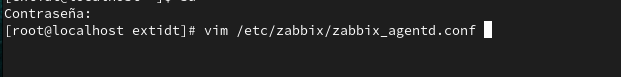 Contraseña:
[root@localhost extidt]# vim /etc/zabbix/zabbix_agentd.conf